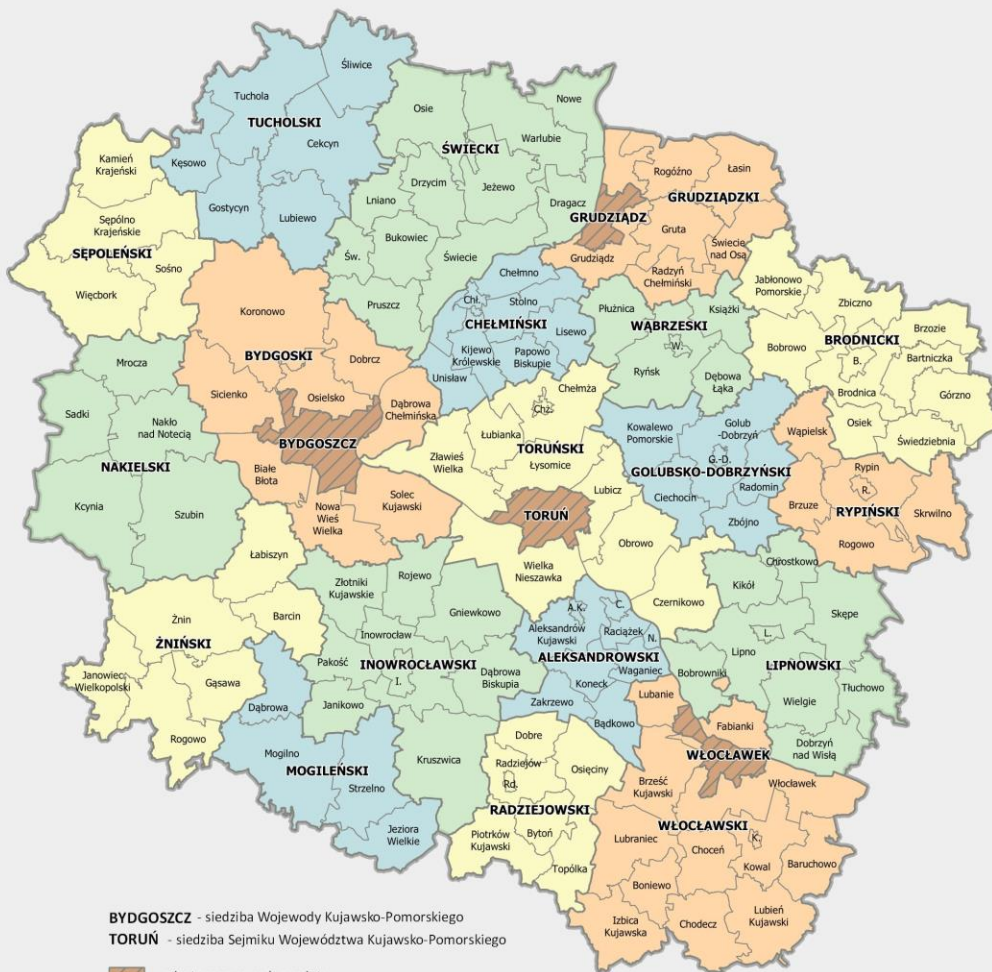 Śliwice
Tuchola
TUCHOLSKI
Cekcyn
Kęsowo
Gostycyn
Lubiewo
Osie
Nowe
ŚWIECKI
Warlubie
Drzycim
Jeżewo
Lniano
Dragacz
Bukowiec
Św.
Świecie
Pruszcz
Kamień
Krajeński
Sępólno
Krajeńskie
SĘPOLEŃSKI
Sośno
Więcbork
Rogóźno
Łasin
GRUDZIĄDZKI
GRUDZIĄDZ
Gruta
Świecie
nad Osą
Grudziądz
Radzyń
Chełmiński
Chełmno
Chł.
Stolno
CHEŁMIŃSKI
Lisewo
Kijewo
Królewskie
Papowo
Biskupie
Unisław
Płużnica
Książki
WĄBRZESKI
W.
Ryńsk
Dębowa
Łąka
Jabłonowo
Pomorskie
Zbiczno
Brzozie
BRODNICKI
Bobrowo
B.
Bartniczka
Brodnica
Górzno
Osiek
Świedziebnia
Koronowo
BYDGOSKI
Dobrcz
Sicienko
Osielsko
Dąbrowa
Chełmińska
BYDGOSZCZ
Białe
Błota
Nowa
Wieś
Wielka
Solec
Kujawski
Mrocza
Sadki
Nakło
nad Notecią
NAKIELSKI
Kcynia
Szubin
Chełmża
Chż.
Łubianka
TORUŃSKI
Zławieś
Wielka
Łysomice
Lubicz
TORUŃ
Obrowo
Wielka
Nieszawka
Czernikowo
Kowalewo
Pomorskie
Golub
-Dobrzyń
G.-D.
GOLUBSKO-DOBRZYŃSKI
Radomin
Ciechocin
Zbójno
Wąpielsk
Rypin
R.
Brzuze
RYPIŃSKI
Skrwilno
Rogowo
Łabiszyn
Żnin
Barcin
ŻNIŃSKI
Janowiec
Wielkopolski
Gąsawa
Rogowo
Złotniki
Kujawskie
Rojewo
Gniewkowo
Inowrocław
Pakość
INOWROCŁAWSKI
I.
Dąbrowa
Biskupia
Janikowo
Kruszwica
A.K.
C.
Aleksandrów
Kujawski
Raciążek
N.
ALEKSANDROWSKI
Waganiec
Koneck
Zakrzewo
Bądkowo
Chrostkowo
Kikół
Skępe
L.
Lipno
LIPNOWSKI
Bobrowniki
Tłuchowo
Wielgie
Dobrzyń
nad Wisłą
Dąbrowa
Mogilno
MOGILEŃSKI
Strzelno
Jeziora
Wielkie
Dobre
Radziejów
Osięciny
Rd.
RADZIEJOWSKI
Piotrków
Kujawski
Bytoń
Topólka
Lubanie
Fabianki
WŁOCŁAWEK
Brześć
Kujawski
Włocławek
WŁOCŁAWSKI
Lubraniec
K.
Choceń
Kowal
Baruchowo
Boniewo
Izbica
Kujawska
Chodecz
Lubień
Kujawski
BYDGOSZCZ - siedziba Wojewody Kujawsko-Pomorskiego
TORUŃ - siedziba Sejmiku Województwa Kujawsko-Pomorskiego